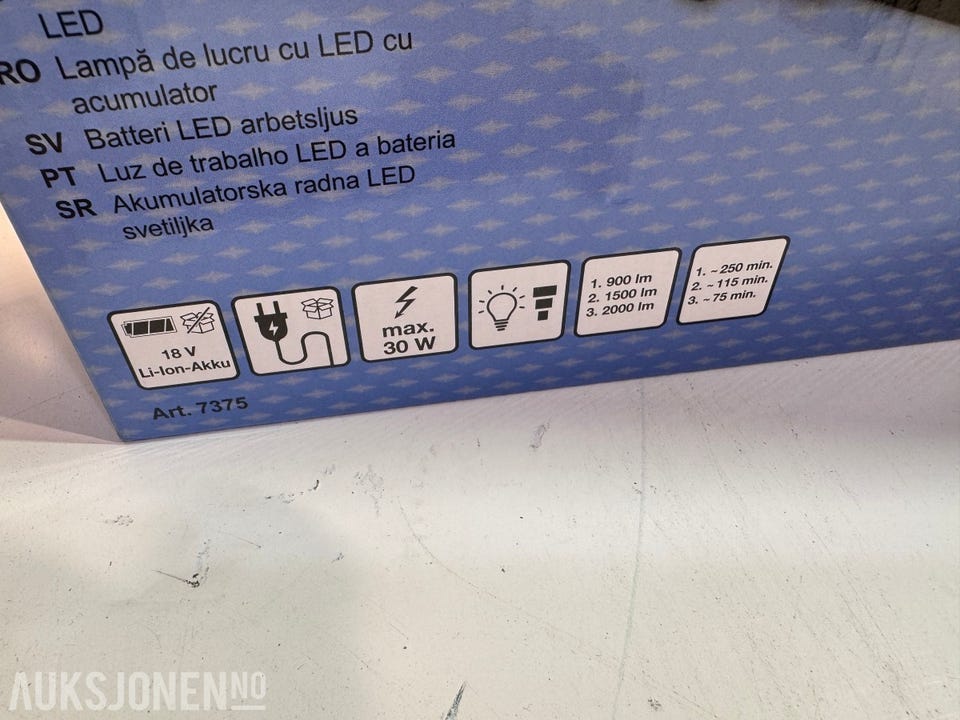 LED
RO Lampă de lucru cu LED cu
acumulator
SV Batteri LED arbetsljus
PT Luz de trabalho LED a bateria
SR Akumulatorska radna LED
svetiljka
18 V
Li-Ion-Akku
max.
30 W
1. 900 lm
2. 1500 lm
3. 2000 lm
1. ~250 min.
2. ~115 min.
3. ~75 min.
Art. 7375
AUKSJONEN NO